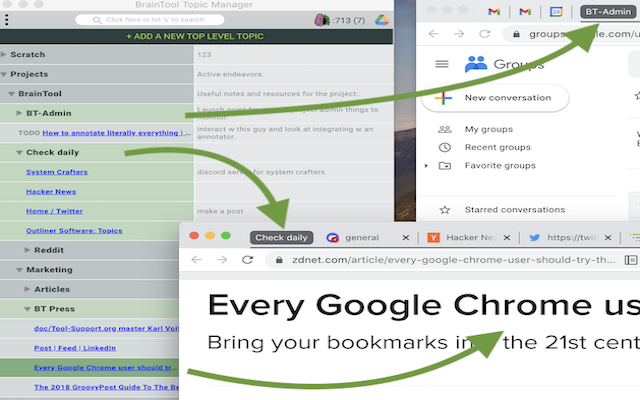 BrainTool Topic Manager
Click here or hit 's' to search
:713 (7)
+ ADD A NEW TOP LEVEL TOPIC
Scratch 123
Projects Active endeavors.
BrainTool Useful notes and resources for the project:.
BT-Admin Launch point for
admin things to
TODO How to annotate literally everything |... interact w this guy and look at integrating w an annotator.
Check daily
System Crafters discord server for system crafters
Hacker News
Home / Twitter make a post
Outliner Software: Topics
Reddit
Marketing
Articles
BT Press
doc/Tool-Support.org master Karl Voit
Post | Feed | LinkedIn
Every Google Chrome user should tr...
The 2018 GroovyPost Guide To The Be
BT-Admin
groups
le.com/u
Groups
New conversation
My groups
Recent groups
Favorite groups
Starred conversations
Check daily general Hacker Ne https://twit
zdnet.com/article/every-google-chrome-user-should-try-th...
Every Google Chrome us
Bring your bookmarks in
the 21st cent